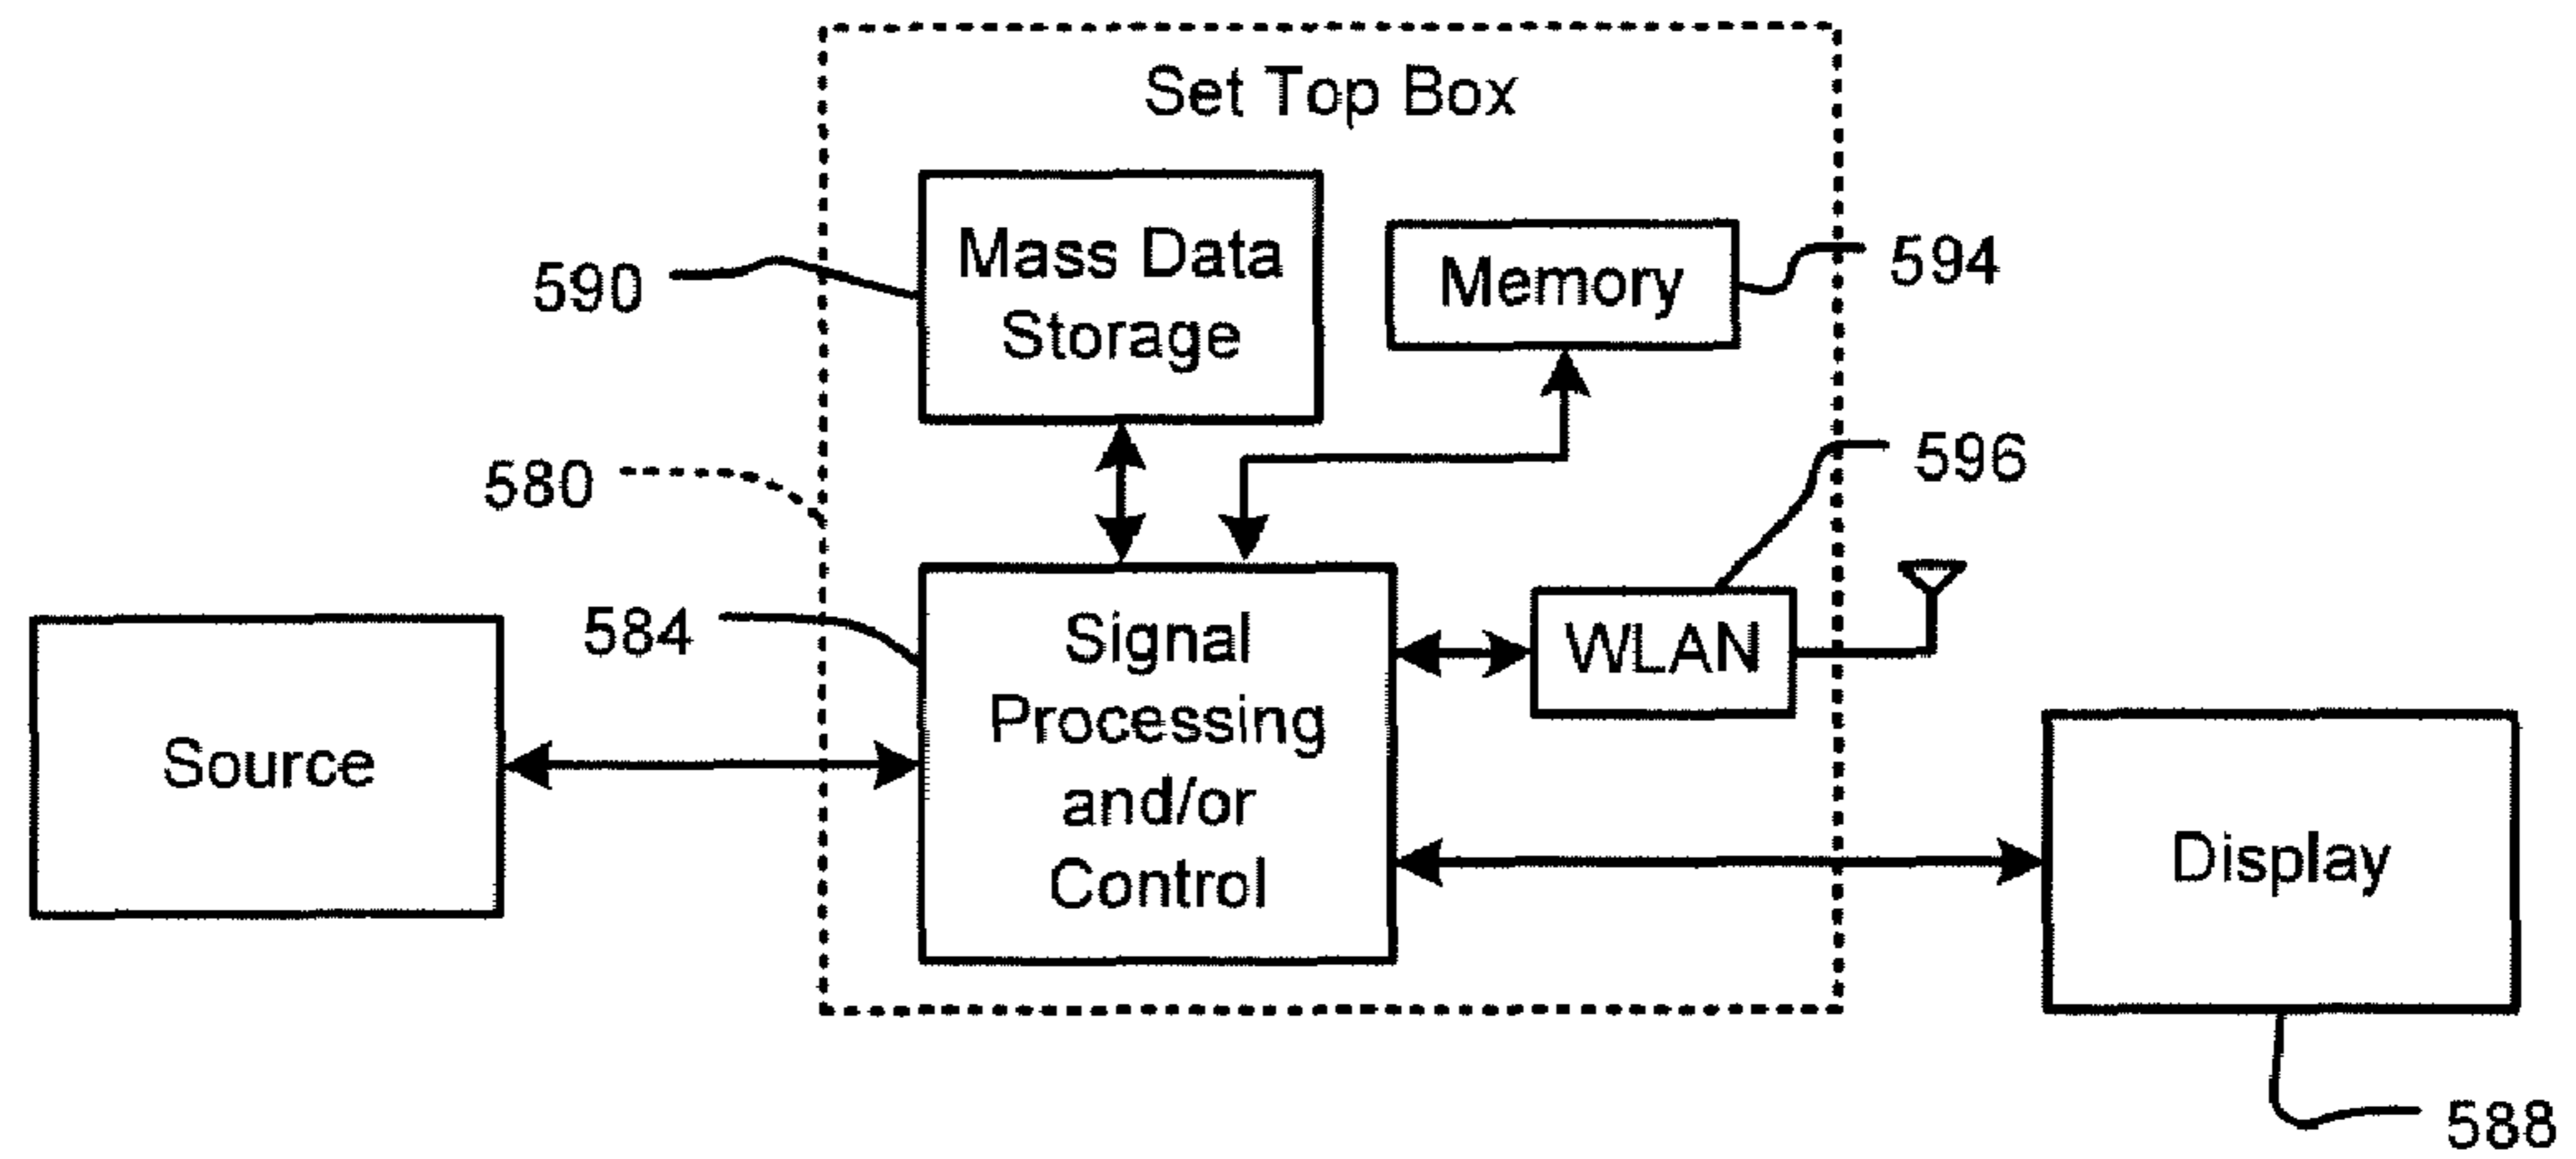 Set Top Box
Mass Data
Storage
590
Memory
594
580
596
584
Signal
Processing
and/or
Control
WLAN
Source
Display
588